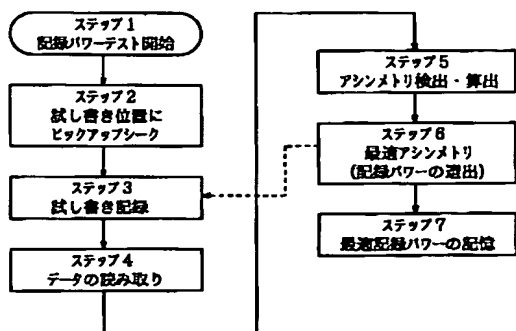 ステップ1
記録パワーテスト開始
ステップ2
試し書き位置に
ピックアップシーク
ステップ3
試し書き記録
ステップ4
データの読み取り
ステップ5
アシンメトリ検出・算出
ステップ6
最適アシンメトリ
(記録パワーの選出)
ステップ7
最適記録パワーの記憶